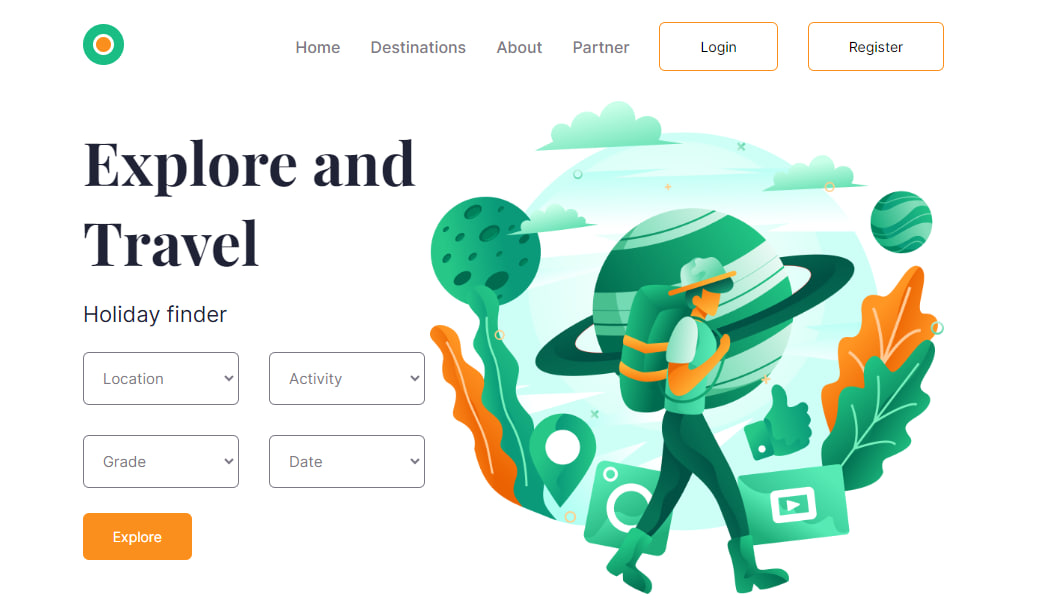 Home Destinations About Partner Login Register
Explore and
Travel
Holiday finder
Location Activity
Grade Date
Explore